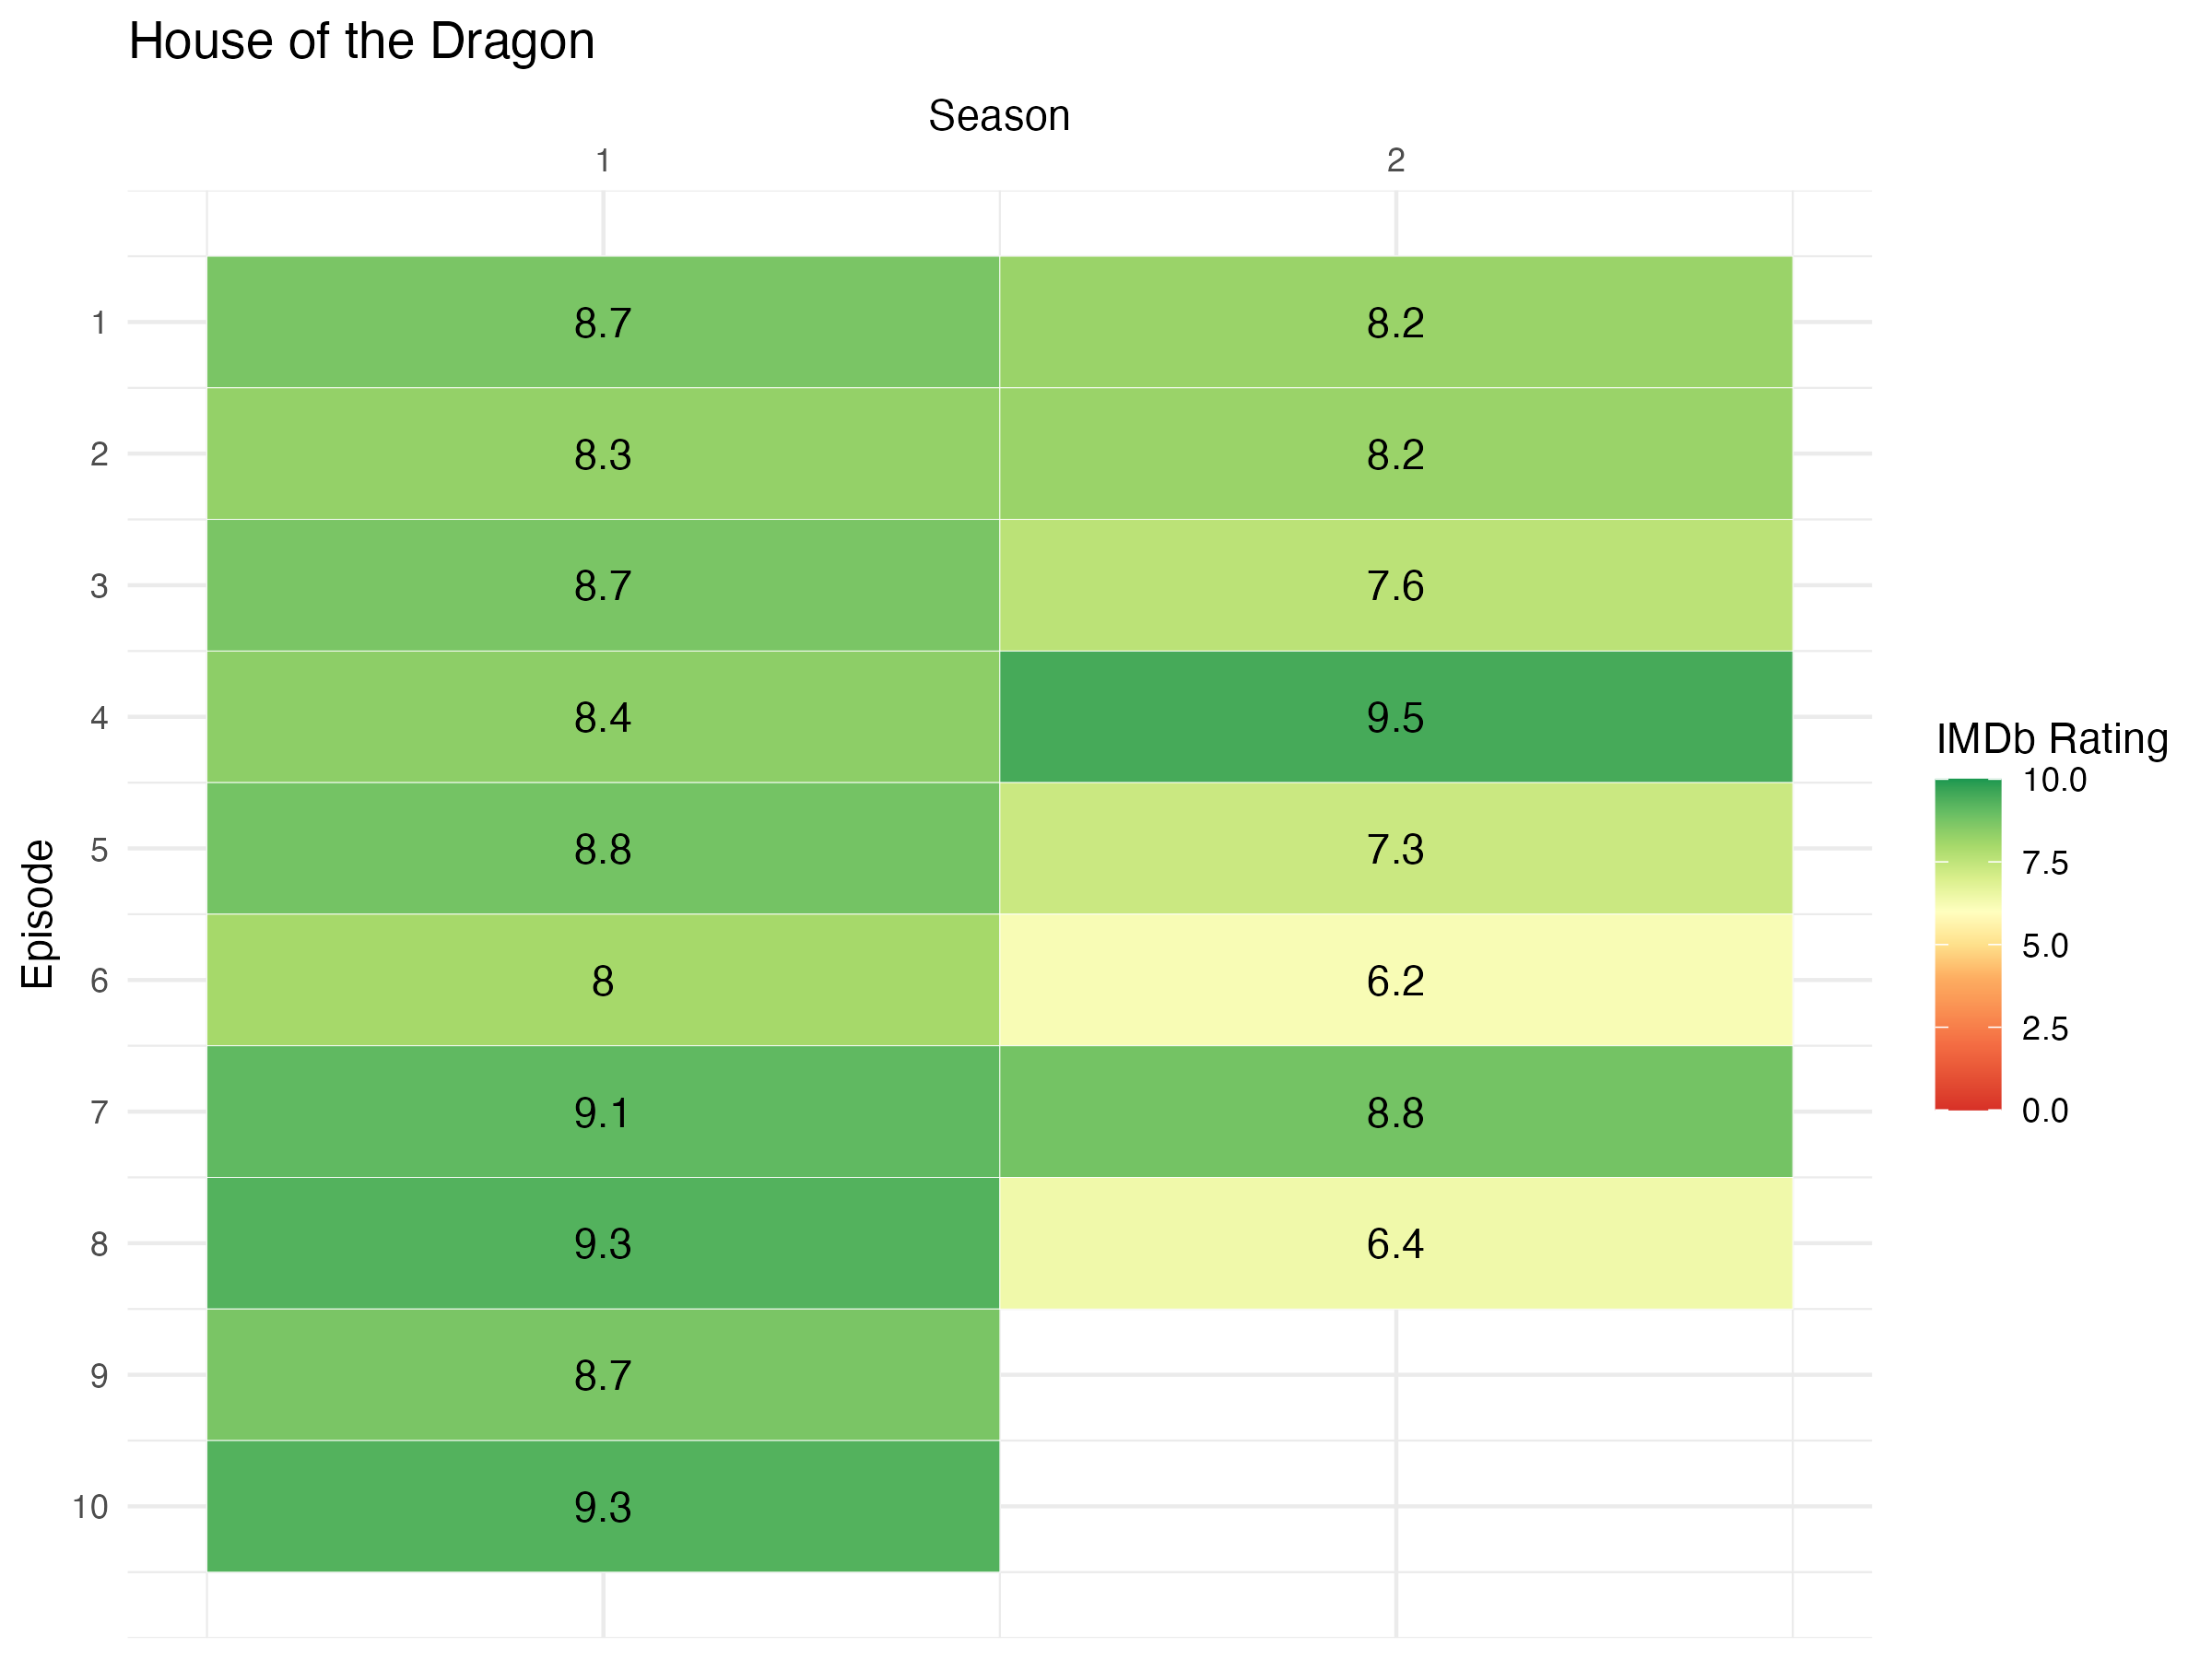 House of the Dragon
Season
1 2
1 8.7 8.2
2 8.3 8.2
3 8.7 7.6
4 8.4 9.5
5 8.8 7.3
6 8 6.2
7 9.1 8.8
8 9.3 6.4
9 8.7
10 9.3
Episode
IMDb Rating
10.0
7.5
5.0
2.5
0.0